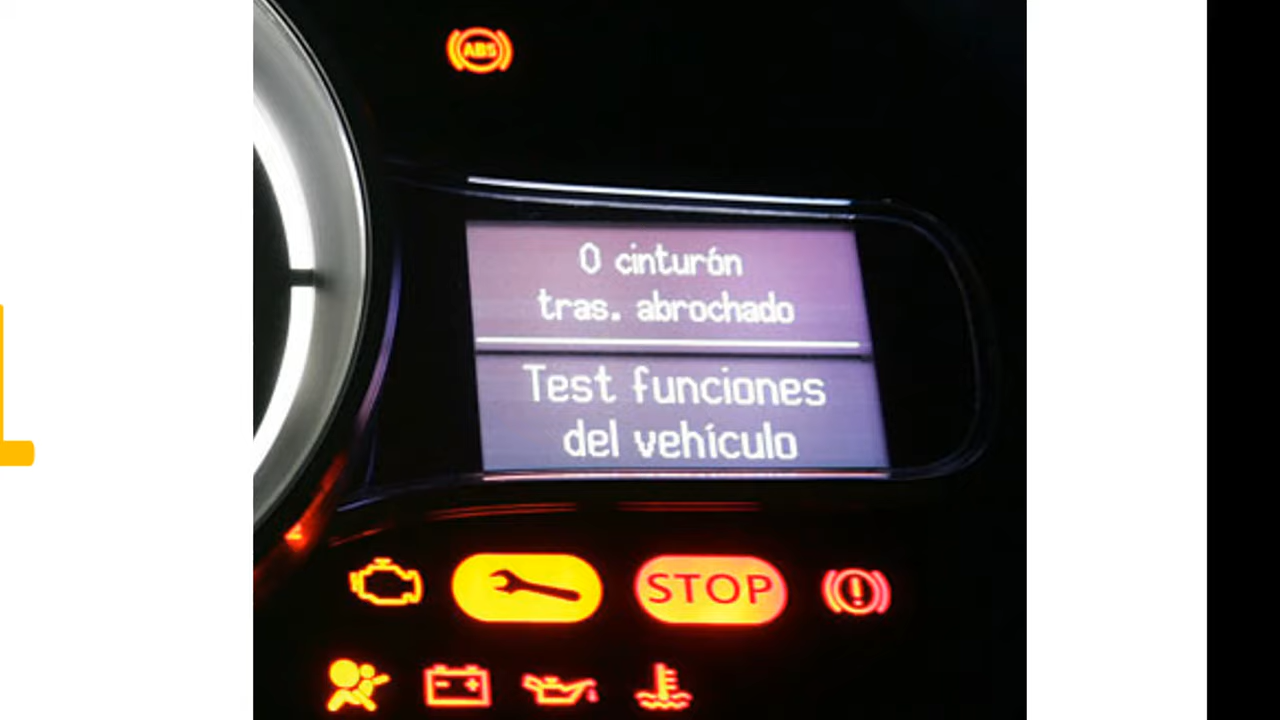 ABS
0 cinturón
tras. abrochado
Test funciones
del vehículo
STOP